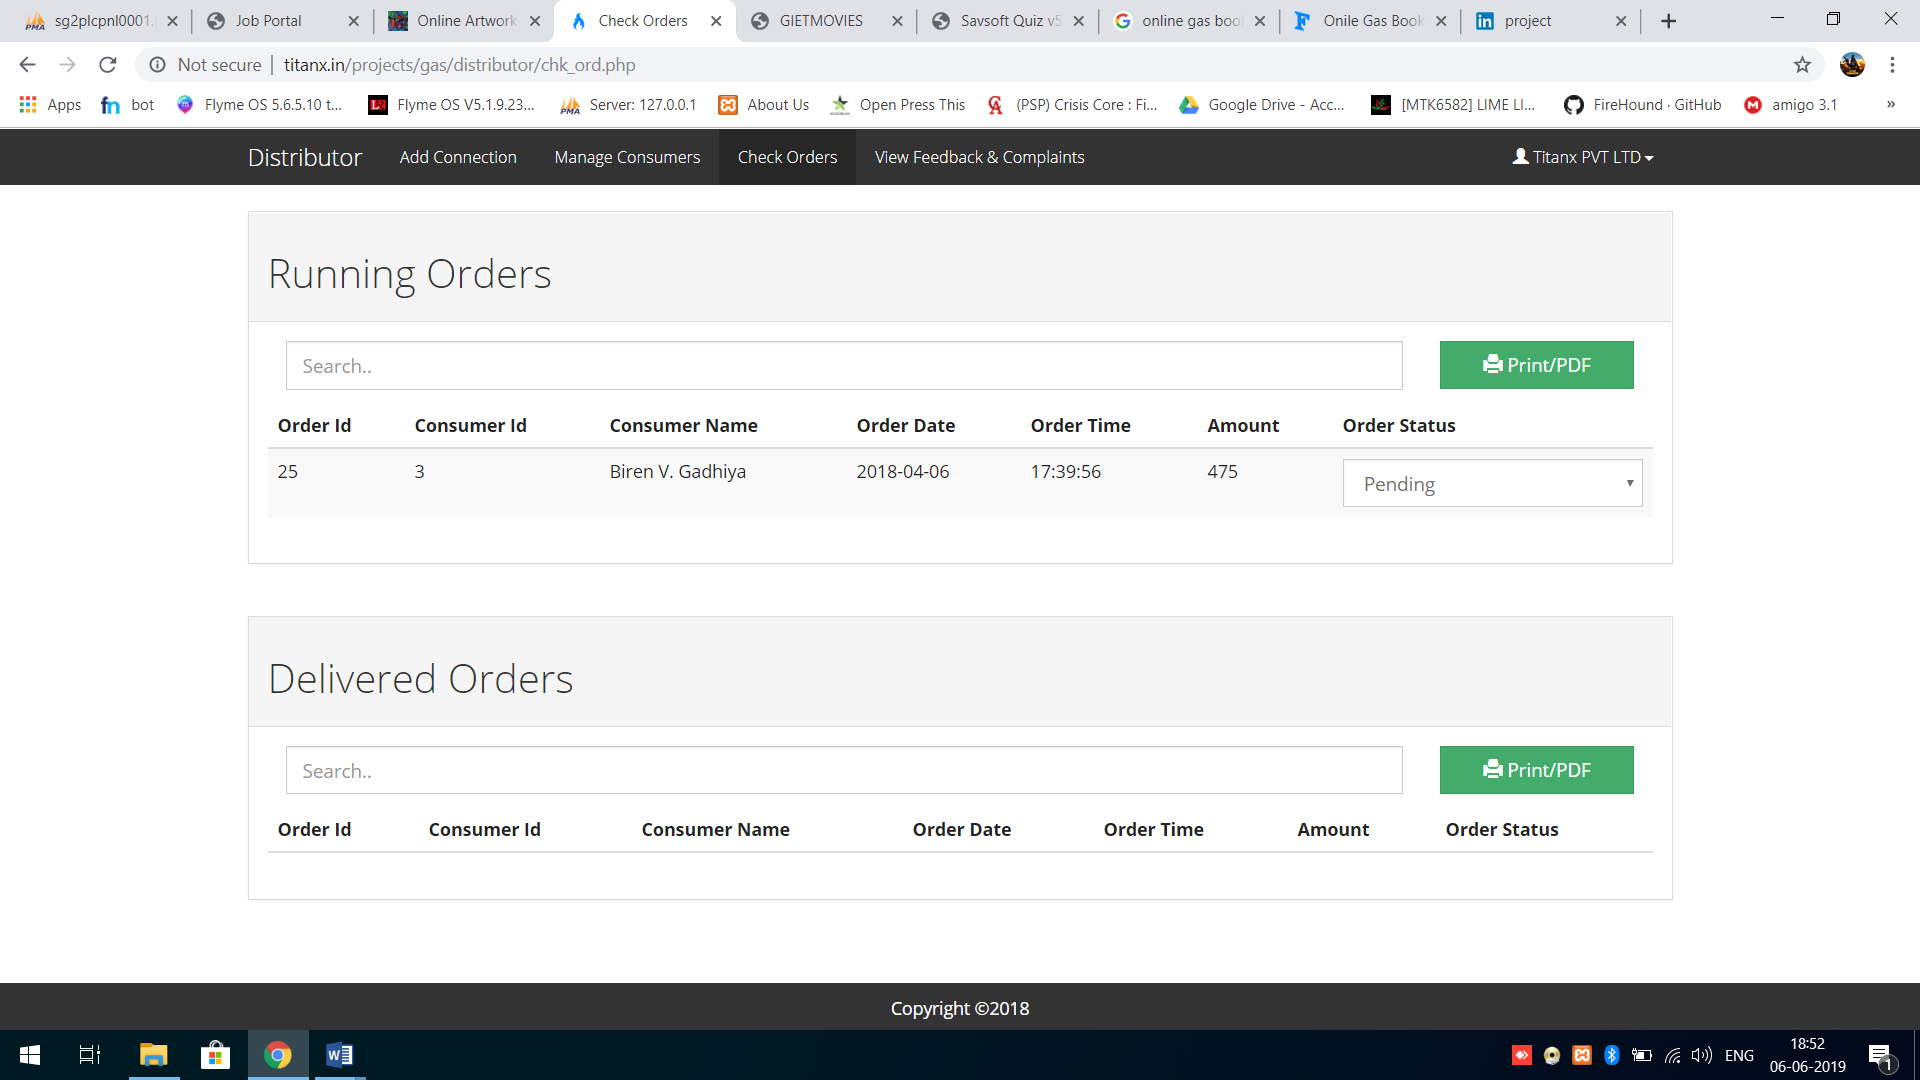 sg2plcpnl0001.
Job Portal
Online Artwork
Check Orders
GIETMOVIES
Savsoft Quiz v5
online gas boo
Onile Gas Book
project
Not secure | titanx.in/projects/gas/distributor/chk_ord.php
Apps
bot
Flyme OS 5.6.5.10 t...
Flyme OS V5.1.9.23...
Server: 127.0.0.1
About Us
Open Press This
(PSP) Crisis Core : Fi...
Google Drive - Acc...
[MTK6582] LIME LI...
FireHound · GitHub
amigo 3.1
»
Distributor Add Connection Manage Consumers Check Orders View Feedback & Complaints Titanx PVT LTD
Running Orders
Search.. Print/PDF
Order Id Consumer Id Consumer Name Order Date Order Time Amount Order Status
25 3 Biren V. Gadhiya 2018-04-06 17:39:56 475 Pending
Delivered Orders
Search.. Print/PDF
Order Id Consumer Id Consumer Name Order Date Order Time Amount Order Status
Copyright ©2018
ENG
18:52
06-06-2019
1